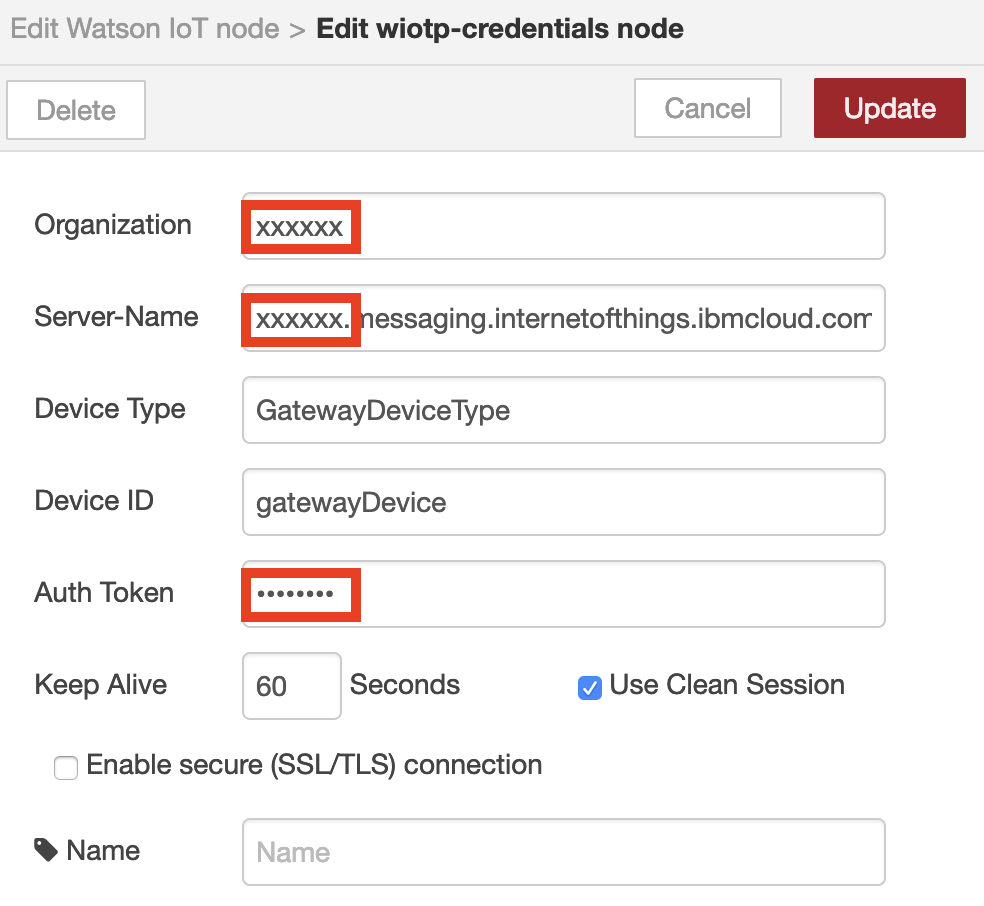 Edit Watson IoT node > Edit wiotp-credentials node
Delete Cancel Update
Organization xxxxxx
Server-Name xxxxxx.messaging.internetofthings.ibmcloud.com
Device Type GatewayDeviceType
Device ID gatewayDevice
Auth Token ••••••••
Keep Alive 60 Seconds Use Clean Session
Enable secure (SSL/TLS) connection
Name Name